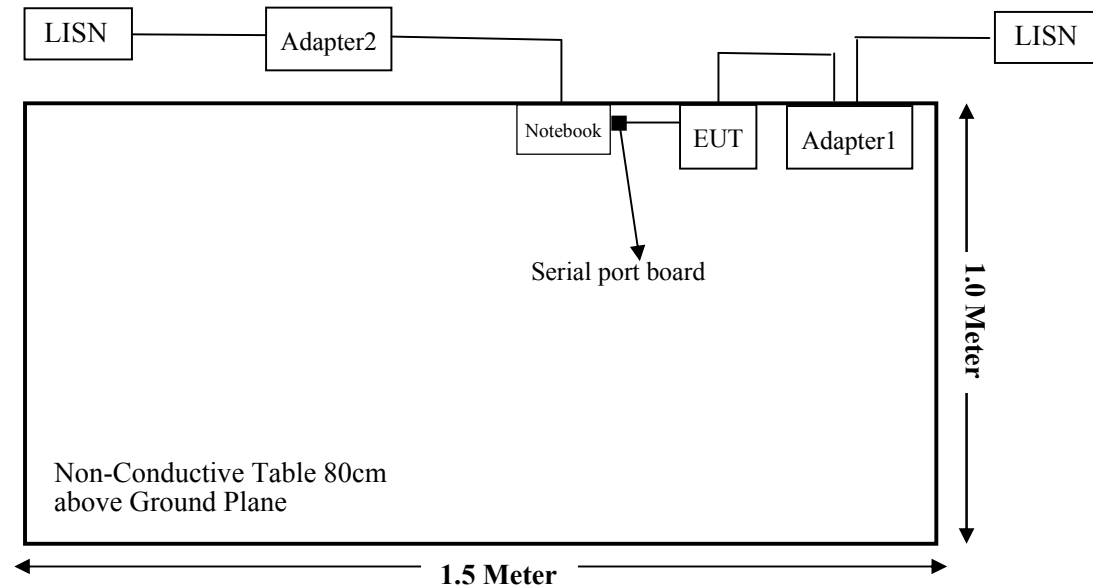 LISN
Adapter2
LISN
Notebook
EUT
Adapter1
Serial port board
1.0 Meter
Non-Conductive Table 80cm
above Ground Plane
1.5 Meter